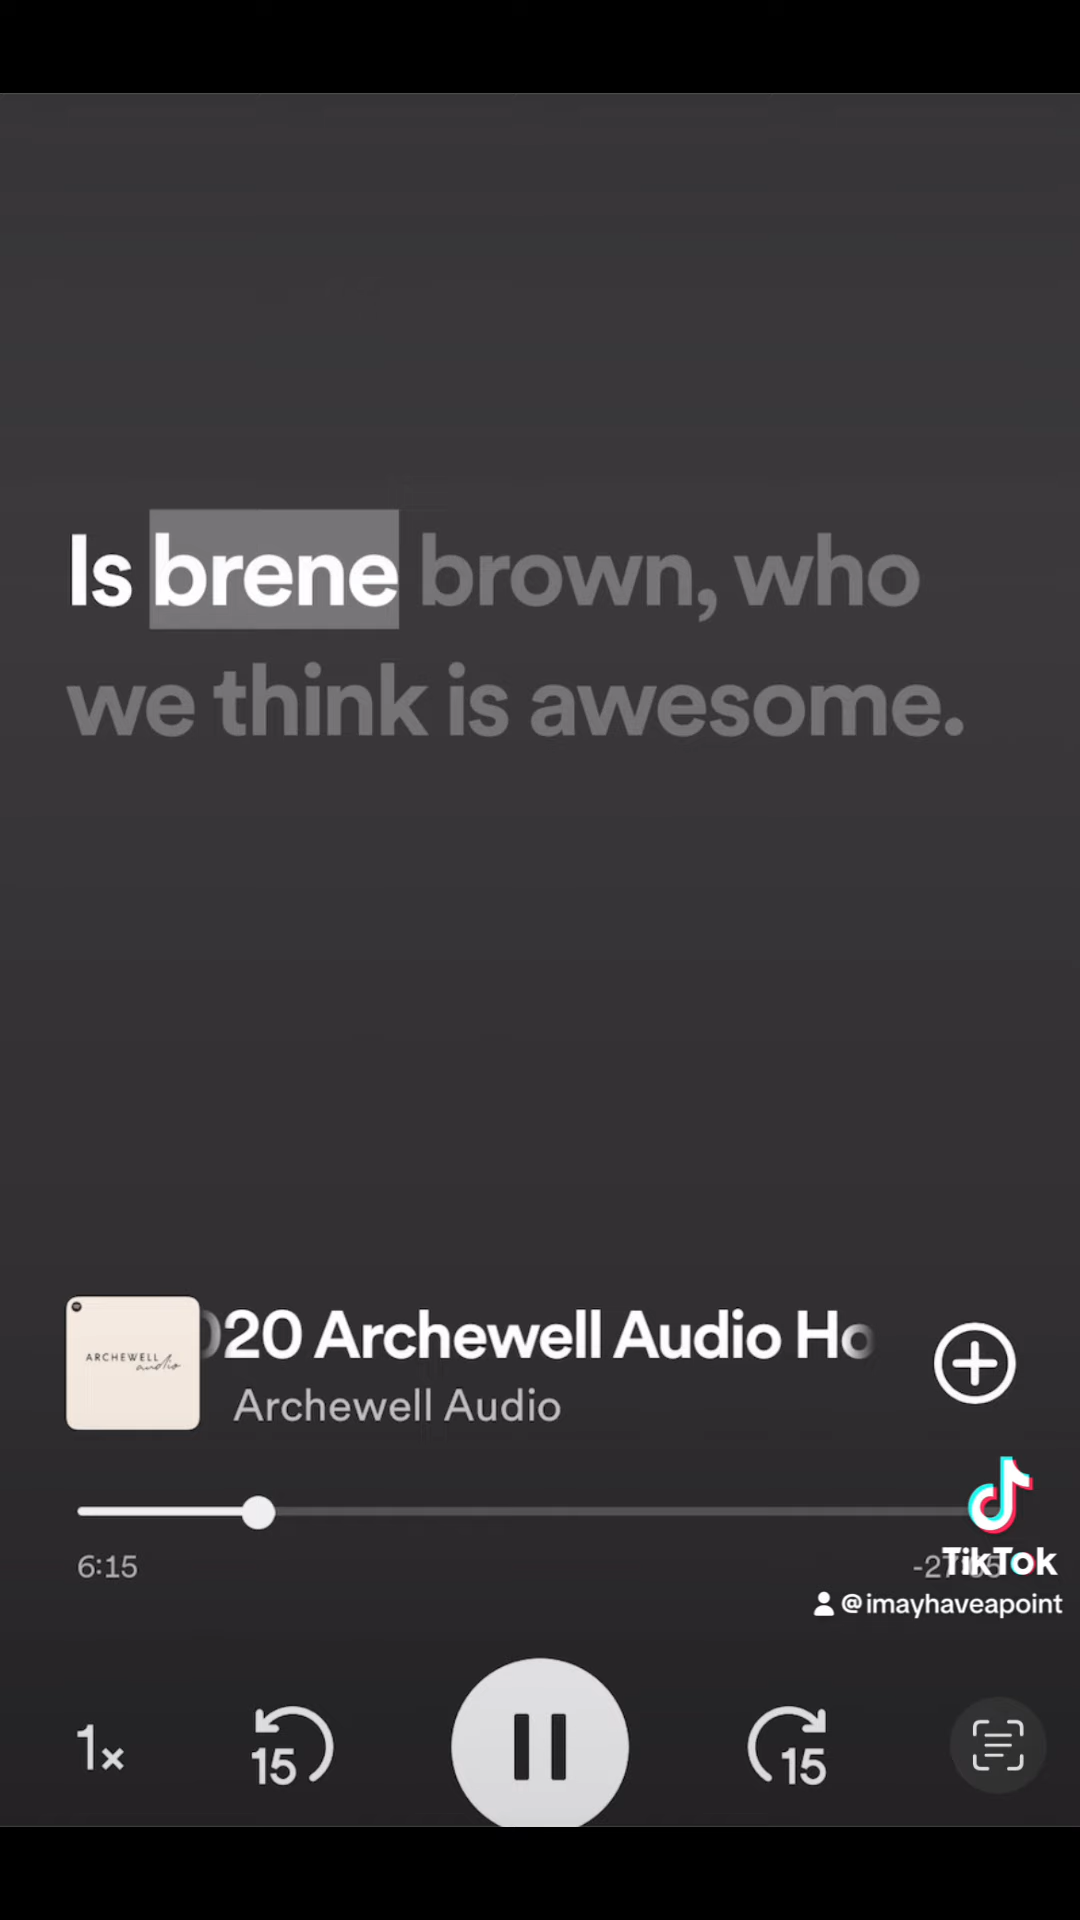 Is brene brown, who
we think is awesome.
ARCHEWELL
audio
20 Archewell Audio Ho
Archewell Audio
6:15
TikTok
@imayhaveapoint
1x
15
15